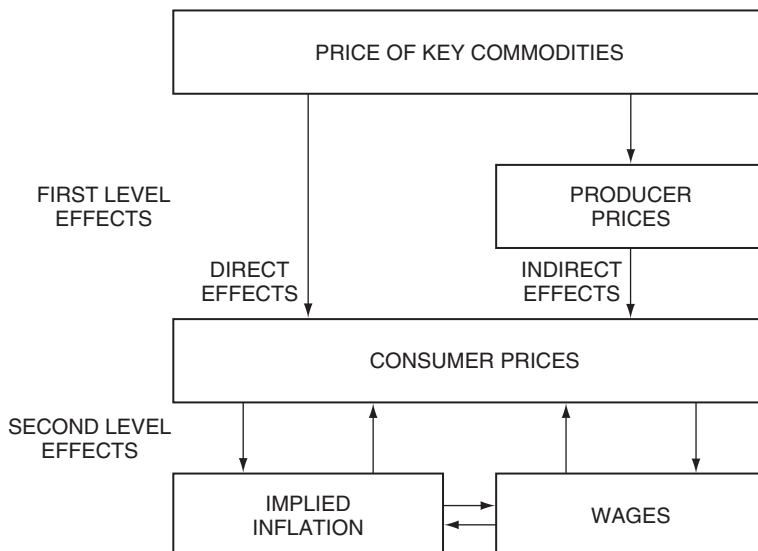 PRICE OF KEY COMMODITIES
FIRST LEVEL
EFFECTS
PRODUCER
PRICES
DIRECT
EFFECTS
INDIRECT
EFFECTS
CONSUMER PRICES
SECOND LEVEL
EFFECTS
IMPLIED
INFLATION
WAGES